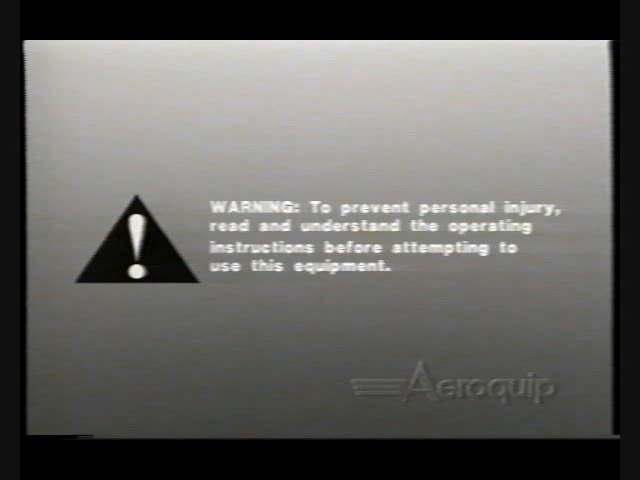 WARNING: To prevent personal injury,
read and understand the operating
instructions before attempting to
use this equipment.
Aeroquip